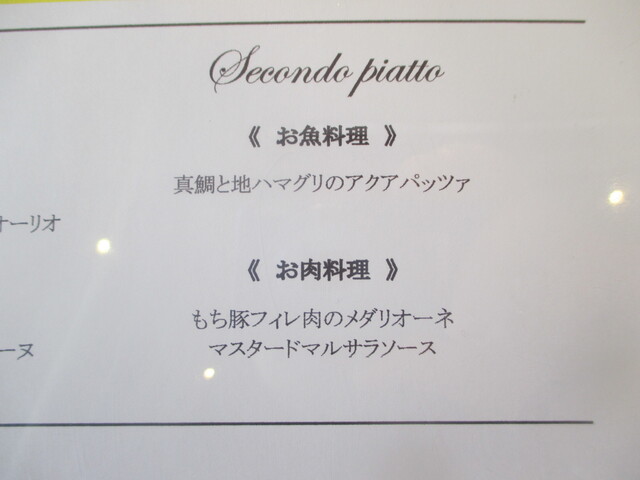 Secondo piatto
《 お魚料理 》
真鯛と地ハマグリのアクアパッツァ
オーリオ
《 お肉料理 》
もち豚フィレ肉のメダリオーネ
ーヌ
マスタードマルサラソース